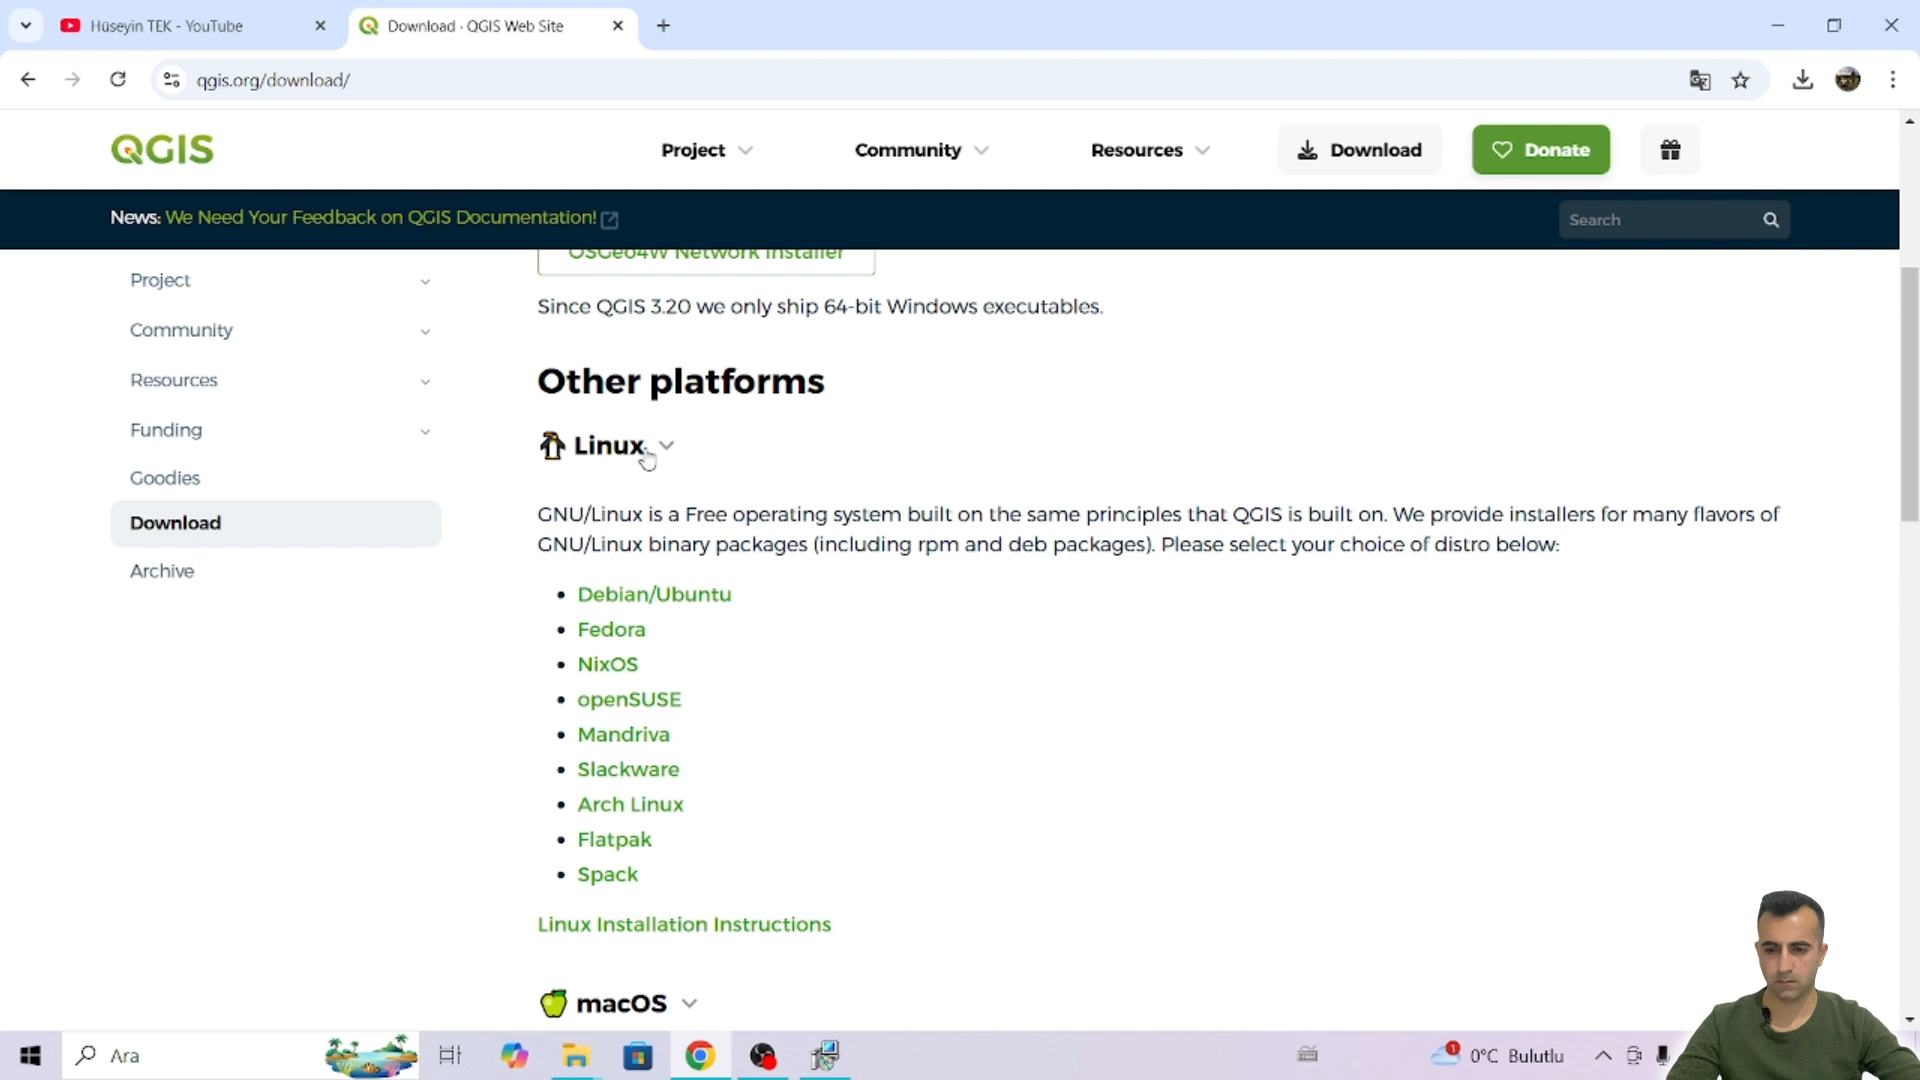 Hüseyin TEK - YouTube
Download · QGIS Web Site
qgis.org/download/
QGIS
Project
Community
Resources
Download
Donate
News: We Need Your Feedback on QGIS Documentation!
Search
OSGeo4W Network Installer
Project
Community
Resources
Funding
Goodies
Download
Archive
Since QGIS 3.20 we only ship 64-bit Windows executables.
Other platforms
Linux
GNU/Linux is a Free operating system built on the same principles that QGIS is built on. We provide installers for many flavors of
GNU/Linux binary packages (including rpm and deb packages). Please select your choice of distro below:
Debian/Ubuntu
Fedora
NixOS
openSUSE
Mandriva
Slackware
Arch Linux
Flatpak
Spack
Linux Installation Instructions
macOS
Ara
1
0°C Bulutlu